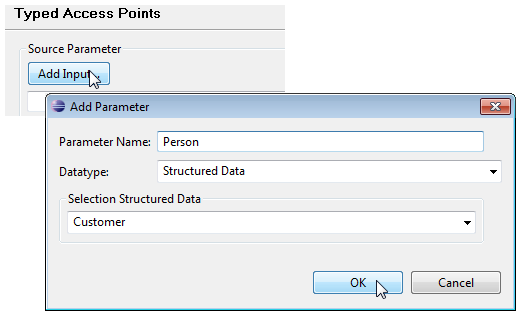 Typed Access Points
Source Parameter
Add Input...
Add Parameter
Parameter Name: Person
Datatype: Structured Data
Selection Structured Data
Customer
OK Cancel